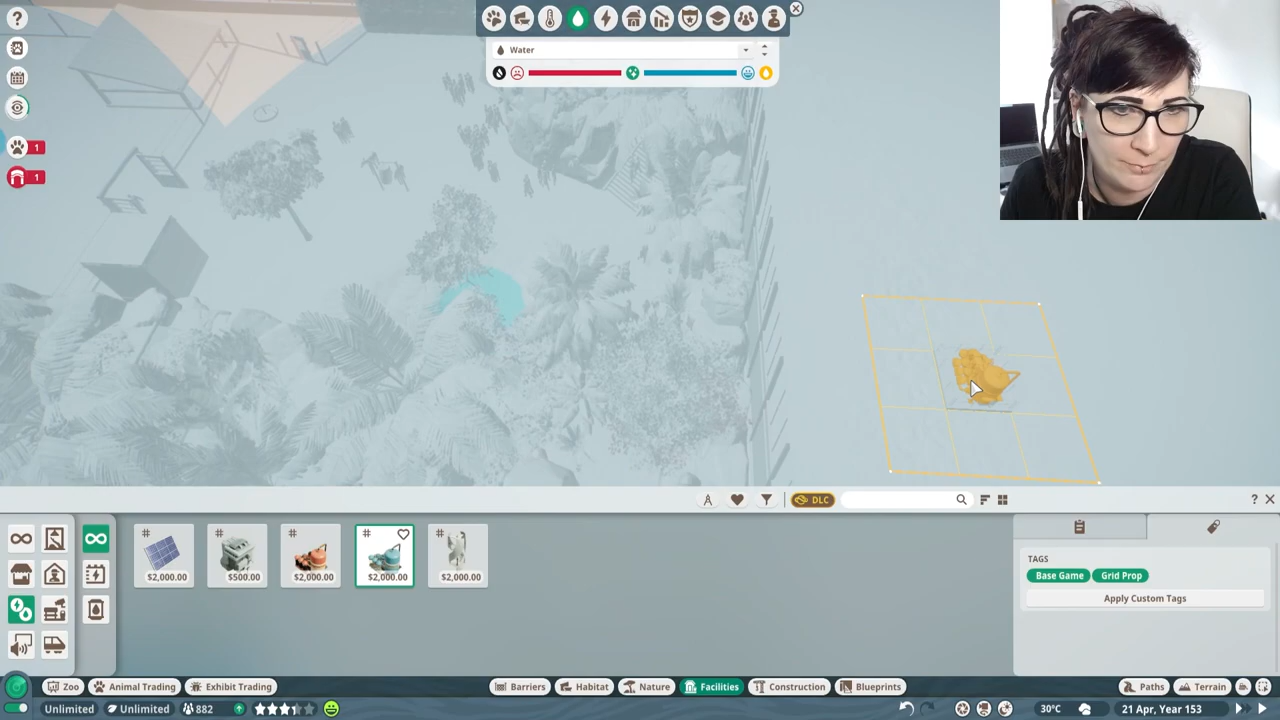 ?
Water
1
1
DLC
?
$2,000.00
$500.00
$2,000.00
$2,000.00
$2,000.00
TAGS
Base Game
Grid Prop
Apply Custom Tags
Zoo
Animal Trading
Exhibit Trading
Barriers
Habitat
Nature
Facilities
Construction
Blueprints
Paths
Terrain
Unlimited
Unlimited
882
30°C
21 Apr, Year 153